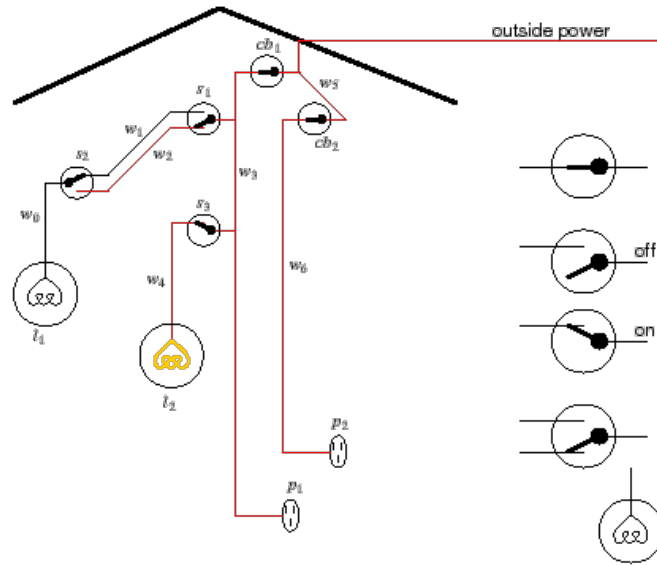 outside power
cb₁
w₅
s₁
cb₂
w₁
s₂
w₂
w₃
w₀
s₃
off
w₄
w₆
on
l₁
l₂
p₂
p₁